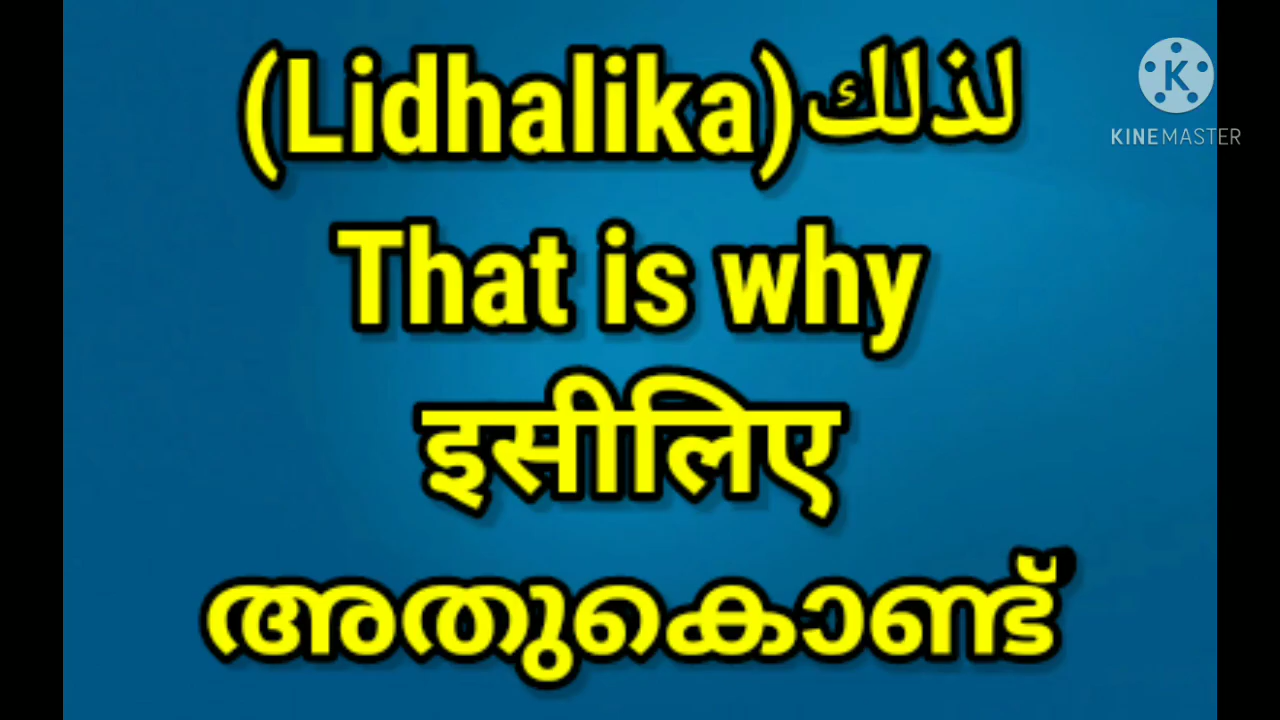 (Lidhalika)لذلك
That is why
इसीलिए
അതുകൊണ്ട്
K
KINEMASTER